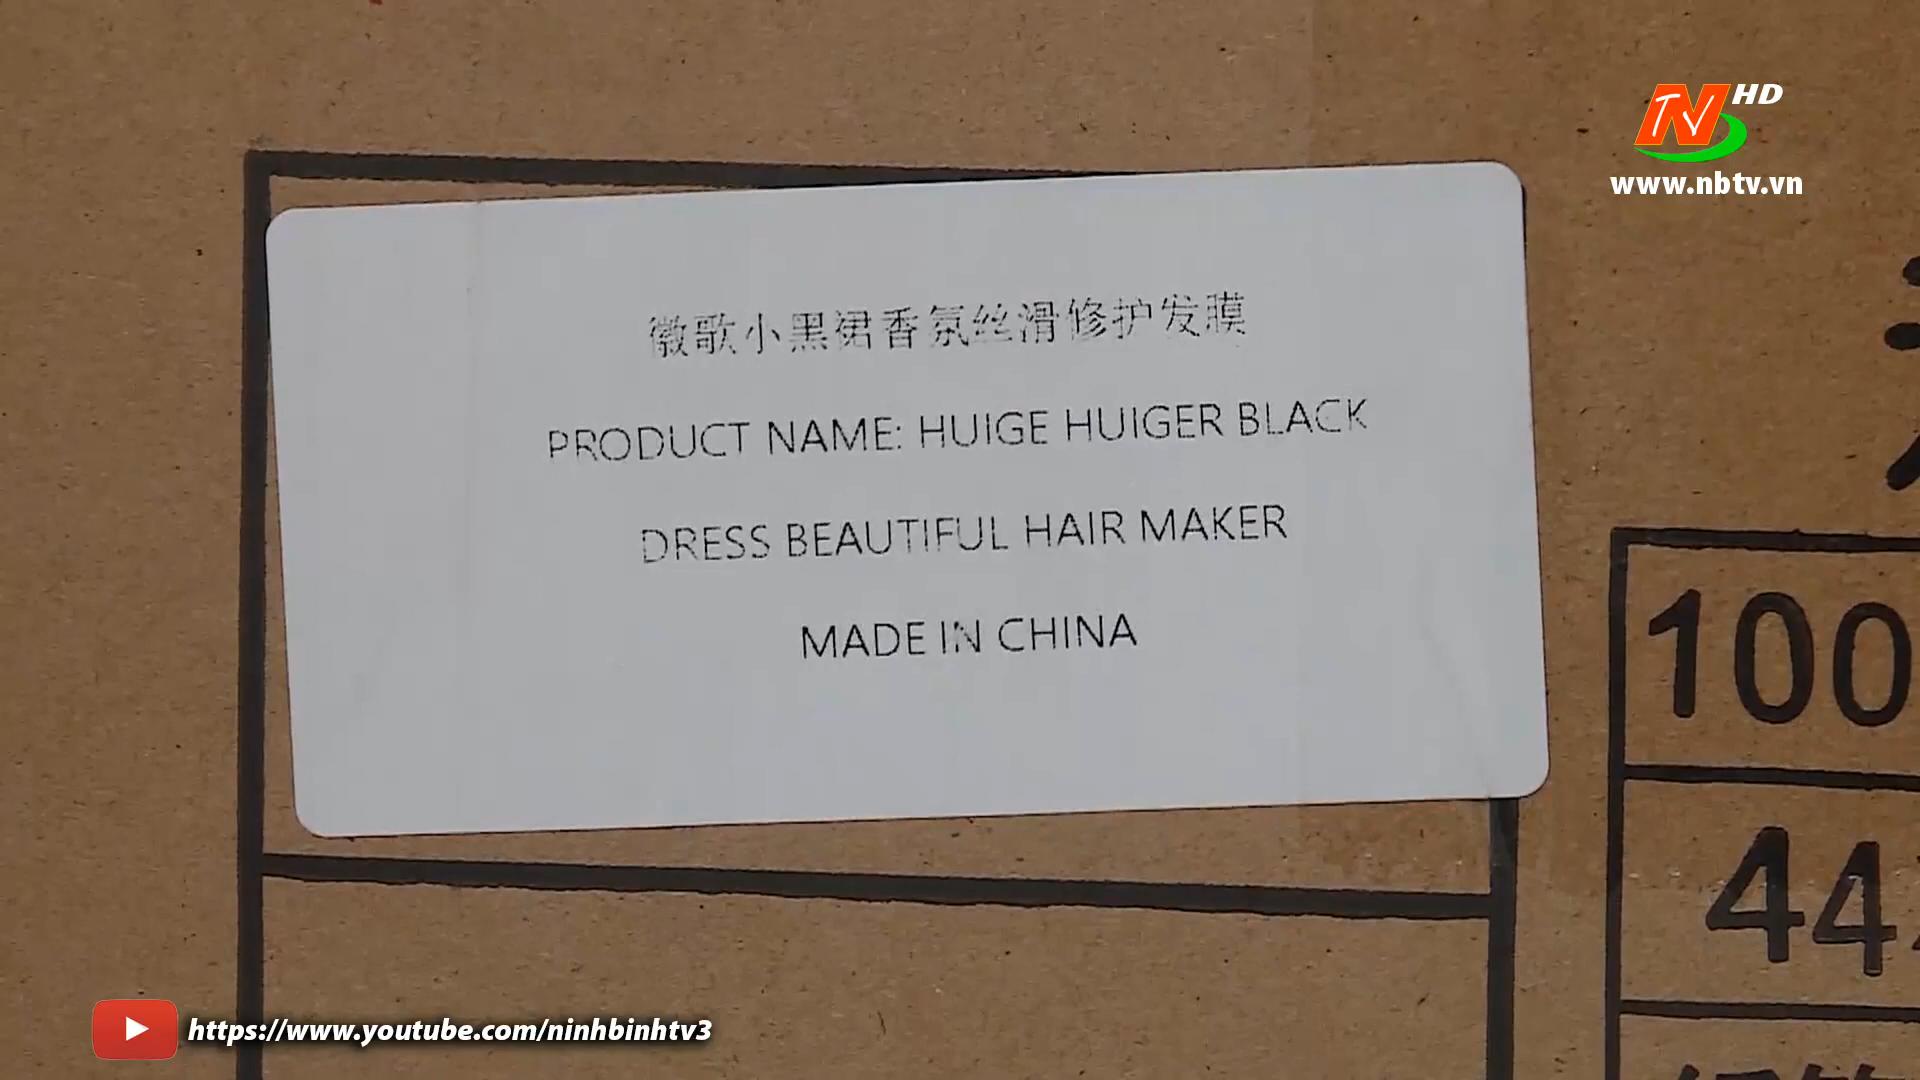 NTV HD
www.nbtv.vn
徽歌小黑裙香氛丝滑修护发膜
PRODUCT NAME: HUIGE HUIGER BLACK
DRESS BEAUTIFUL HAIR MAKER
MADE IN CHINA
100
44
https://www.youtube.com/ninhbinhtv3